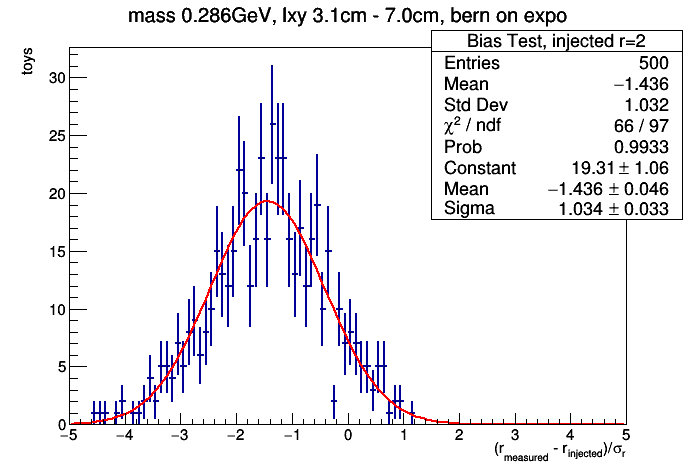 mass 0.286GeV, lxy 3.1cm - 7.0cm, bern on expo
toys
Bias Test, injected r=2
Entries 500
Mean −1.436
Std Dev 1.032
χ² / ndf 66 / 97
Prob 0.9933
Constant 19.31 ± 1.06
Mean −1.436 ± 0.046
Sigma 1.034 ± 0.033
30
25
20
15
10
5
0
−5 −4 −3 −2 −1 0 1 2 3 4 5
(r_measured - r_injected)/σ_r